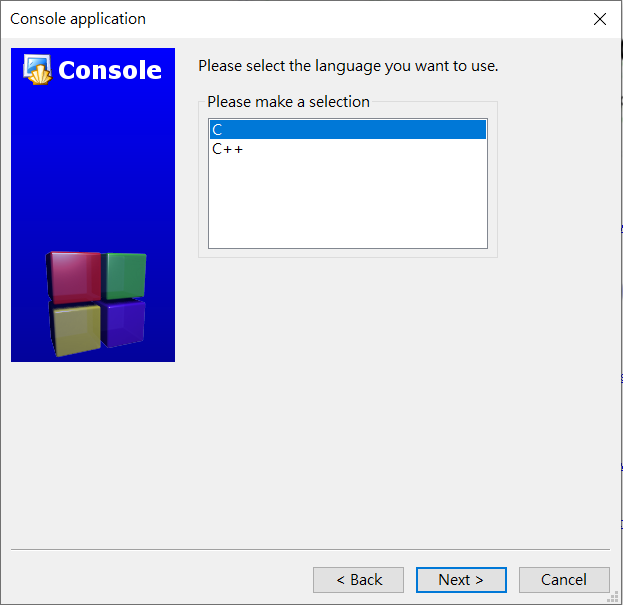 Console application
Console
Please select the language you want to use.
Please make a selection
C
C++
< Back
Next >
Cancel